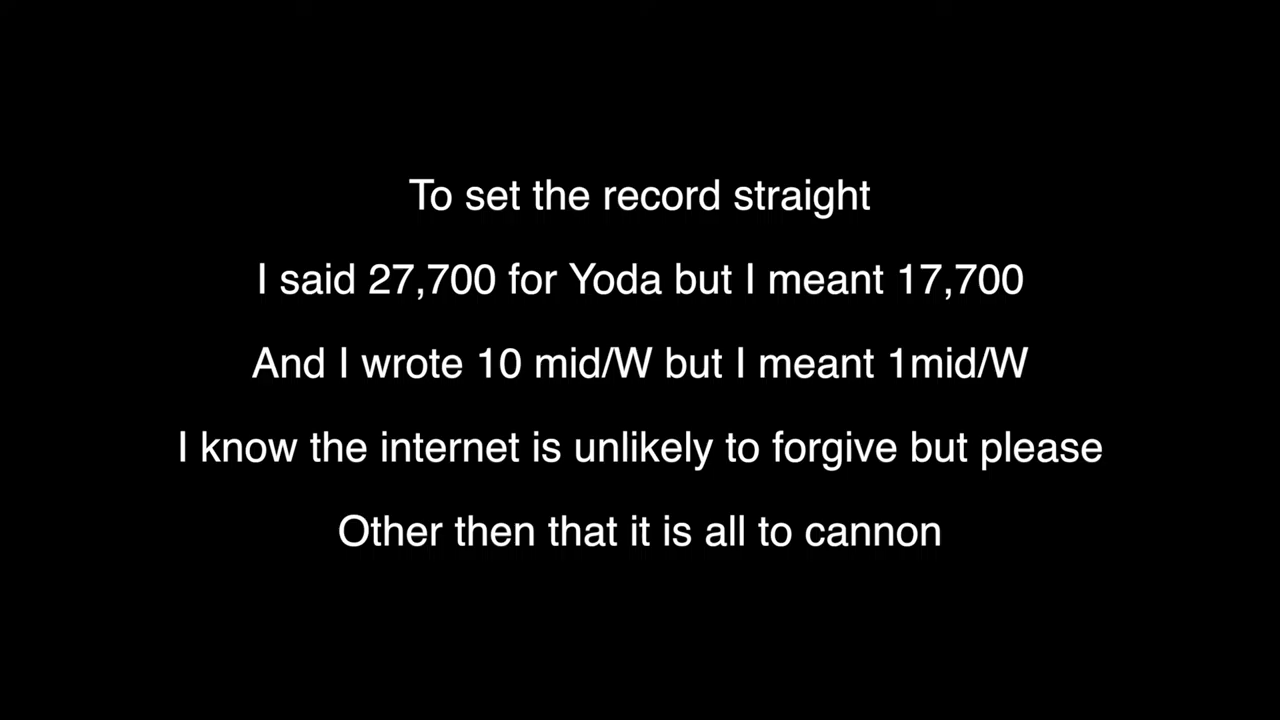 To set the record straight
I said 27,700 for Yoda but I meant 17,700
And I wrote 10 mid/W but I meant 1mid/W
I know the internet is unlikely to forgive but please
Other then that it is all to cannon